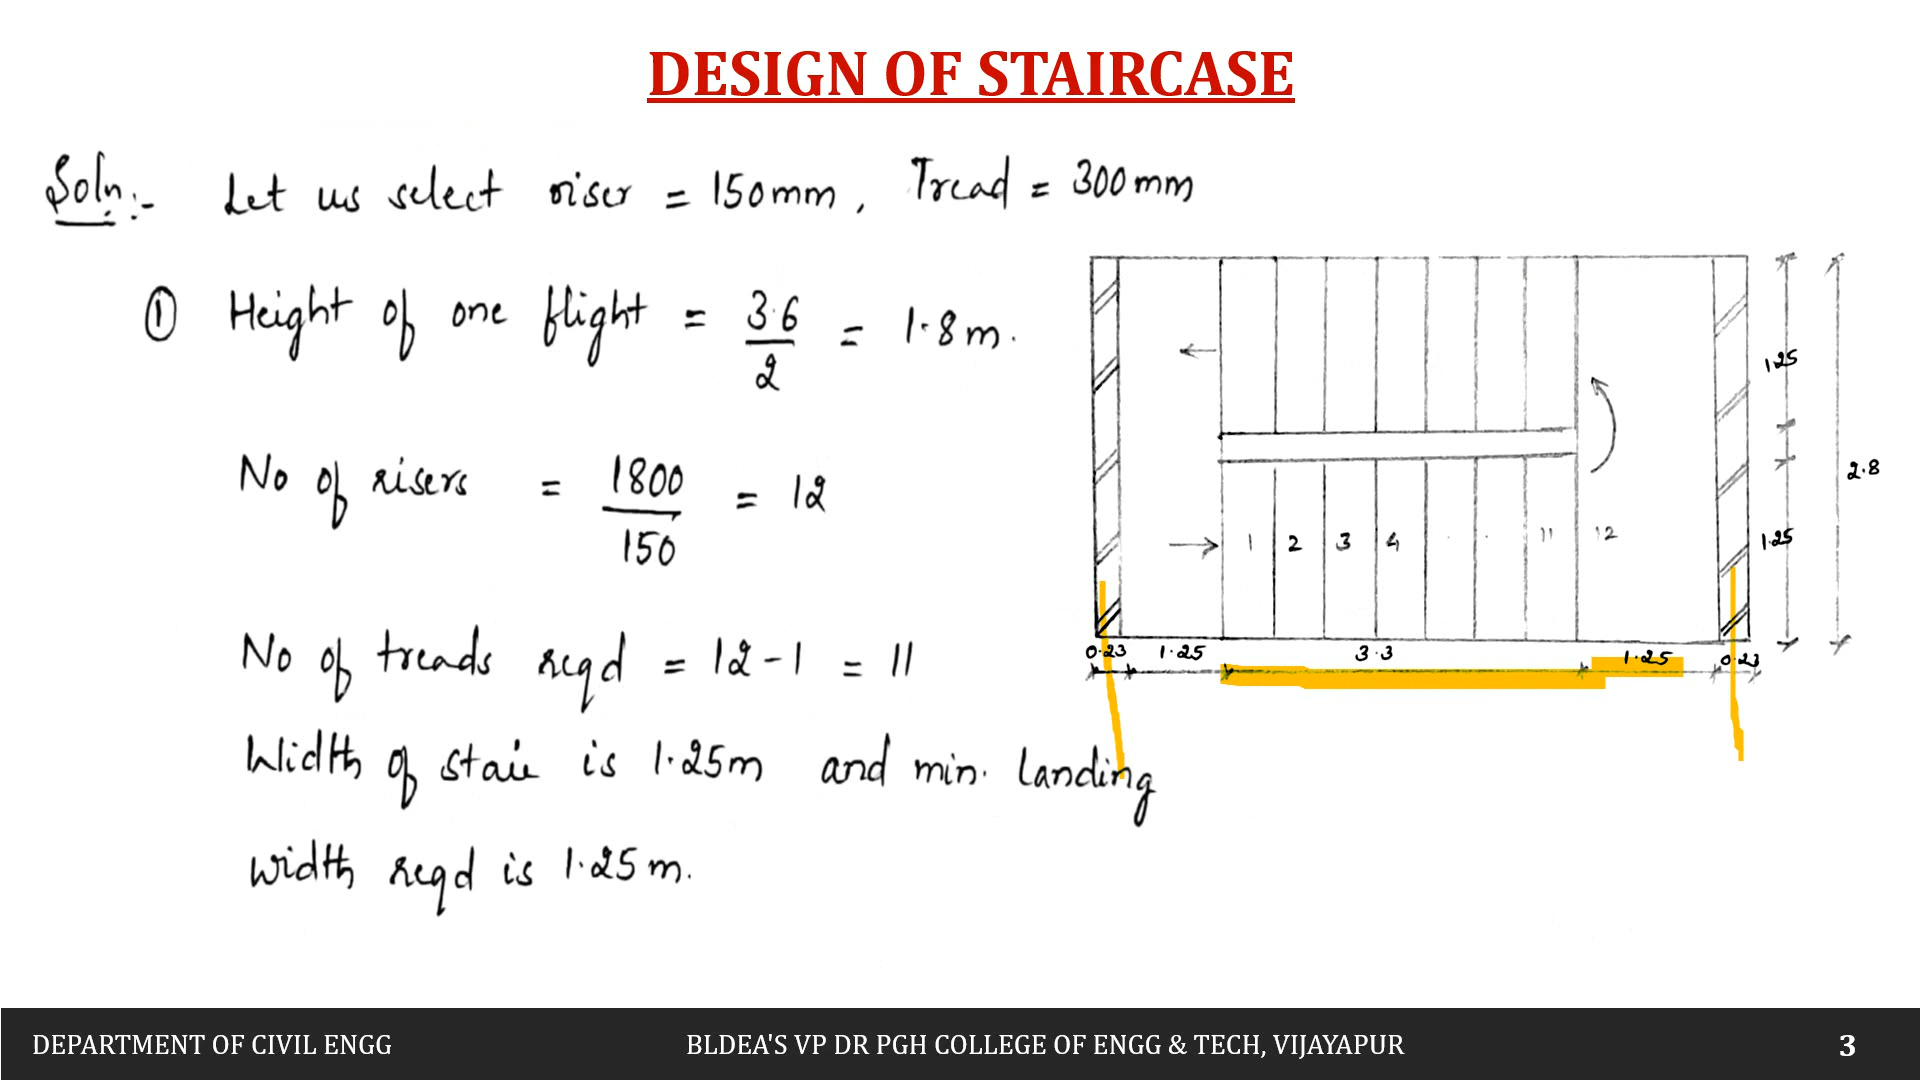 DESIGN OF STAIRCASE
Soln:- Let us select riser = 150mm, Tread = 300mm
① Height of one flight = 3.6 / 2 = 1.8m.
No of risers = 1800 / 150 = 12
No of treads reqd = 12 - 1 = 11
Width of stair is 1.25m and min. landing
width reqd is 1.25m.
1.25
2.8
1 2 3 4 . . 11 12
1.25
0.23 1.25 3.3 1.25 0.23
DEPARTMENT OF CIVIL ENGG BLDEA'S VP DR PGH COLLEGE OF ENGG & TECH, VIJAYAPUR 3